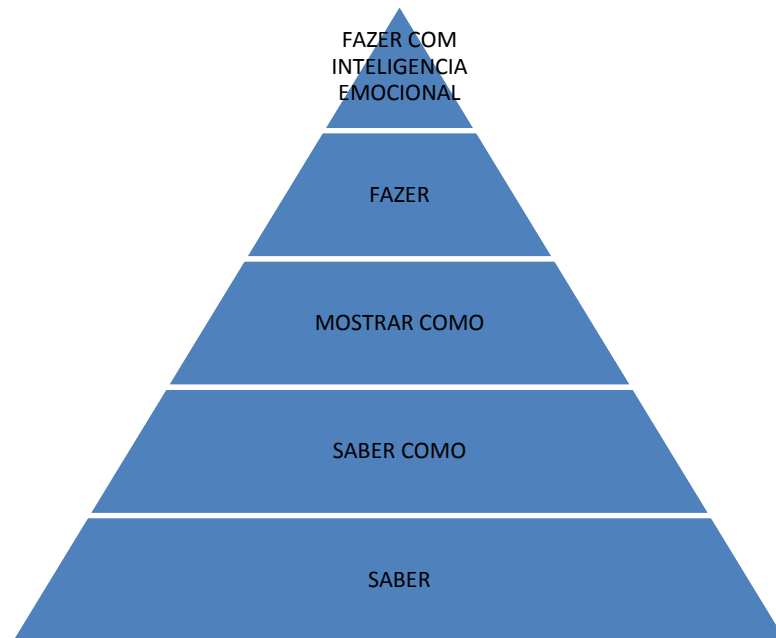 FAZER COM
INTELIGENCIA
EMOCIONAL
FAZER
MOSTRAR COMO
SABER COMO
SABER